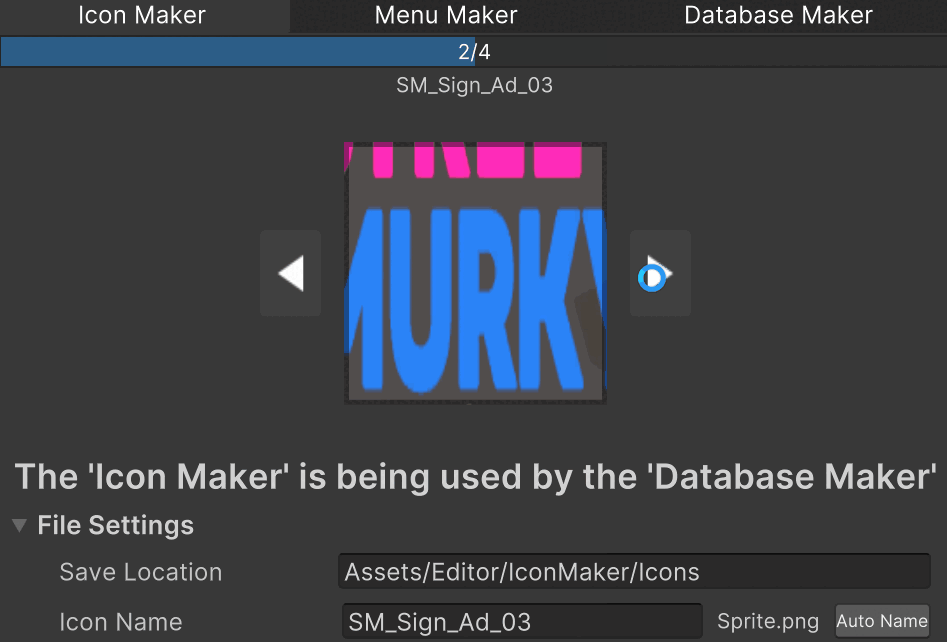 Icon Maker Menu Maker Database Maker
2/4
SM_Sign_Ad_03
MURKY
The 'Icon Maker' is being used by the 'Database Maker'
File Settings
Save Location Assets/Editor/IconMaker/Icons
Icon Name SM_Sign_Ad_03 Sprite.png Auto Name